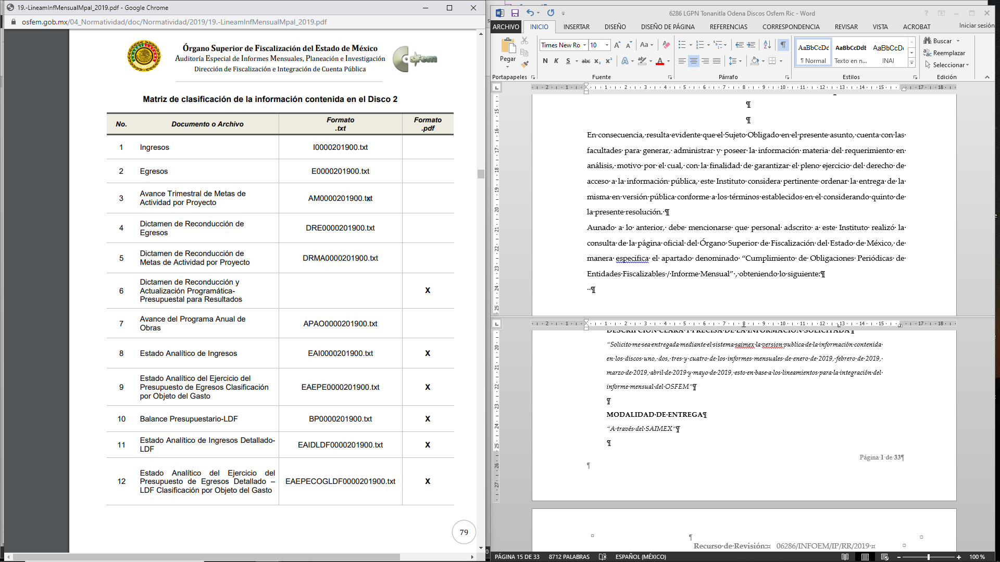 19.-LineamInfMensualMpal_2019.pdf - Google Chrome
osfem.gob.mx/04_Normatividad/doc/Normatividad/2019/19.-LineamInfMensualMpal_2019.pdf
Órgano Superior de Fiscalización del Estado de México
Auditoría Especial de Informes Mensuales, Planeación e Investigación
Dirección de Fiscalización e Integración de Cuenta Pública
osfem
Matriz de clasificación de la información contenida en el Disco 2
No. Documento o Archivo Formato .txt Formato .pdf
1 Ingresos I0000201900.txt
2 Egresos E0000201900.txt
3 Avance Trimestral de Metas de
Actividad por Proyecto AM0000201900.txt
4 Dictamen de Reconducción de
Egresos DRE0000201900.txt
5 Dictamen de Reconducción de
Metas de Actividad por Proyecto DRMA0000201900.txt
6 Dictamen de Reconducción y
Actualización Programática-
Presupuestal para Resultados X
7 Avance del Programa Anual de
Obras APAO0000201900.txt
8 Estado Analítico de Ingresos EAI0000201900.txt X
9 Estado Analítico del Ejercicio del
Presupuesto de Egresos Clasificación
por Objeto del Gasto EAEPE0000201900.txt X
10 Balance Presupuestario-LDF BP0000201900.txt X
11 Estado Analítico de Ingresos Detallado-
LDF EAIDLDF0000201900.txt X
12 Estado Analítico del Ejercicio del
Presupuesto de Egresos Detallado –
LDF Clasificación por Objeto del Gasto EAEPECOGLDF0000201900.txt X
79
6286 LGPN Tonanitla Odena Discos Osfem Ric - Word
ARCHIVO INICIO INSERTAR DISEÑO DISEÑO DE PÁGINA REFERENCIAS CORRESPONDENCIA REVISAR VISTA ACROBAT Iniciar sesión
Pegar
Times New Ro 10
N K S abc x₂ x²
AaBbCcDd AaBbCcDdE AaBbCcDc
¶ Normal Texto en n... INAI
Buscar
Reemplazar
Seleccionar
Portapapeles Fuente Párrafo Estilos Edición
En consecuencia, resulta evidente que el Sujeto Obligado en el presente asunto, cuenta con las
facultades para generar, administrar y poseer la información materia del requerimiento en
análisis, motivo por el cual, con la finalidad de garantizar el pleno ejercicio del derecho de
acceso a la información pública, este Instituto considera pertinente ordenar la entrega de la
misma en versión pública conforme a los términos establecidos en el considerando quinto de
la presente resolución. ¶
Aunado a lo anterior, debe mencionarse que personal adscrito a este Instituto realizó la
consulta de la página oficial del Órgano Superior de Fiscalización del Estado de México, de
manera especifica el apartado denominado “Cumplimiento de Obligaciones Periódicas de
Entidades Fiscalizables / Informe Mensual” , obteniendo lo siguiente:¶
DESCRIPCIÓN CLARA Y PRECISA DE LA INFORMACIÓN SOLICITADA¶
“Solicito me sea entregada mediante el sistema saimex la version publica de la información contenida
en los discos uno, dos, tres y cuatro de los informes mensuales de enero de 2019, febrero de 2019,
marzo de 2019, abril de 2019 y mayo de 2019, esto en base a los lineamientos para la integración del
informe mensual del OSFEM”¶
¶
MODALIDAD DE ENTREGA¶
“A través del SAIMEX”¶
¶
Página 1 de 33¶
¶
Recurso de Revisión: 06286/INFOEM/IP/RR/2019
PÁGINA 15 DE 33 8712 PALABRAS ESPAÑOL (MÉXICO) 100 %